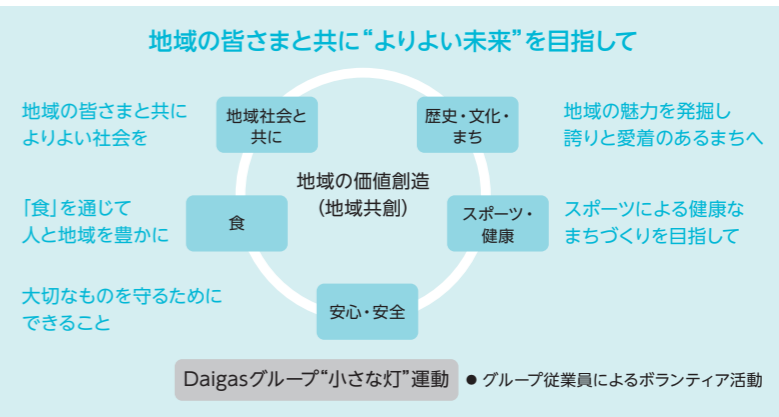 地域の皆さまと共に“よりよい未来”を目指して
地域の皆さまと共に
よりよい社会を
地域社会と
共に
歴史・文化・
まち
地域の魅力を発掘し
誇りと愛着のあるまちへ
地域の価値創造
(地域共創)
「食」を通じて
人と地域を豊かに
食
スポーツ・
健康
スポーツによる健康な
まちづくりを目指して
大切なものを守るために
できること
安心・安全
Daigasグループ“小さな灯”運動
● グループ従業員によるボランティア活動